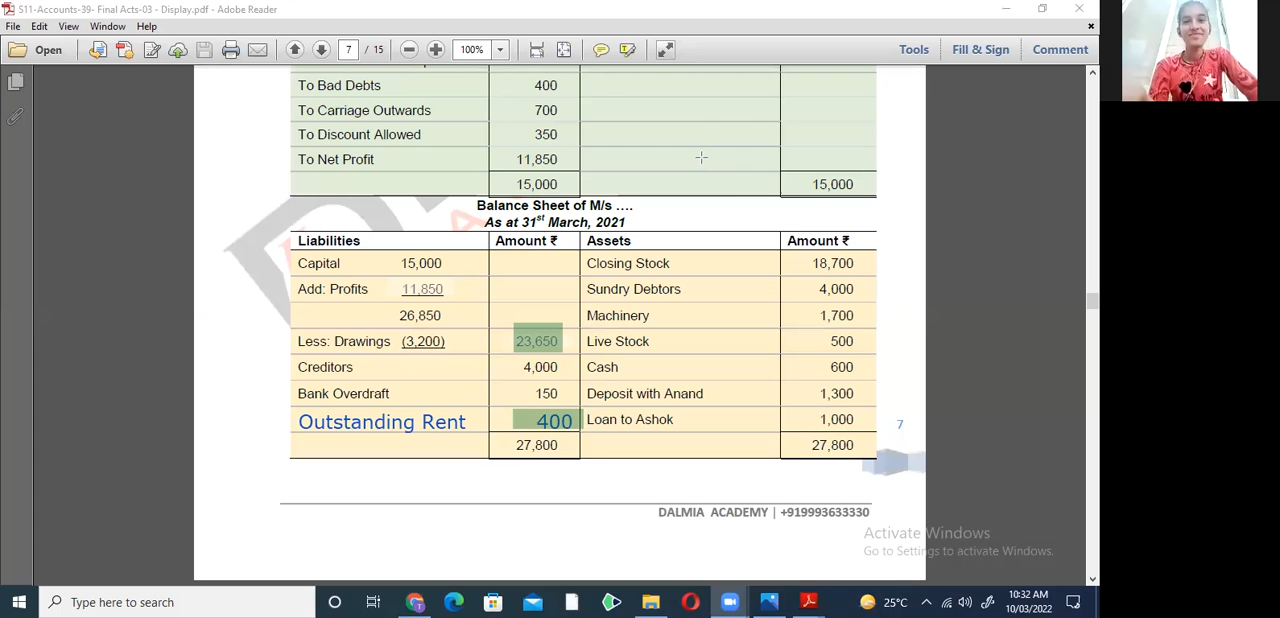 S11-Accounts-39- Final Acts-03 - Display.pdf - Adobe Reader
File Edit View Window Help
Open 7 / 15 100% Tools Fill & Sign Comment
To Bad Debts 400
To Carriage Outwards 700
To Discount Allowed 350
To Net Profit 11,850
15,000 15,000
Balance Sheet of M/s ....
As at 31st March, 2021
Liabilities Amount ₹ Assets Amount ₹
Capital 15,000 Closing Stock 18,700
Add: Profits 11,850 Sundry Debtors 4,000
26,850 Machinery 1,700
Less: Drawings (3,200) 23,650 Live Stock 500
Creditors 4,000 Cash 600
Bank Overdraft 150 Deposit with Anand 1,300
Outstanding Rent 400 Loan to Ashok 1,000
7
27,800 27,800
DALMIA ACADEMY | +919993633330
Activate Windows
Go to Settings to activate Windows.
Type here to search 25°C 10:32 AM
10/03/2022